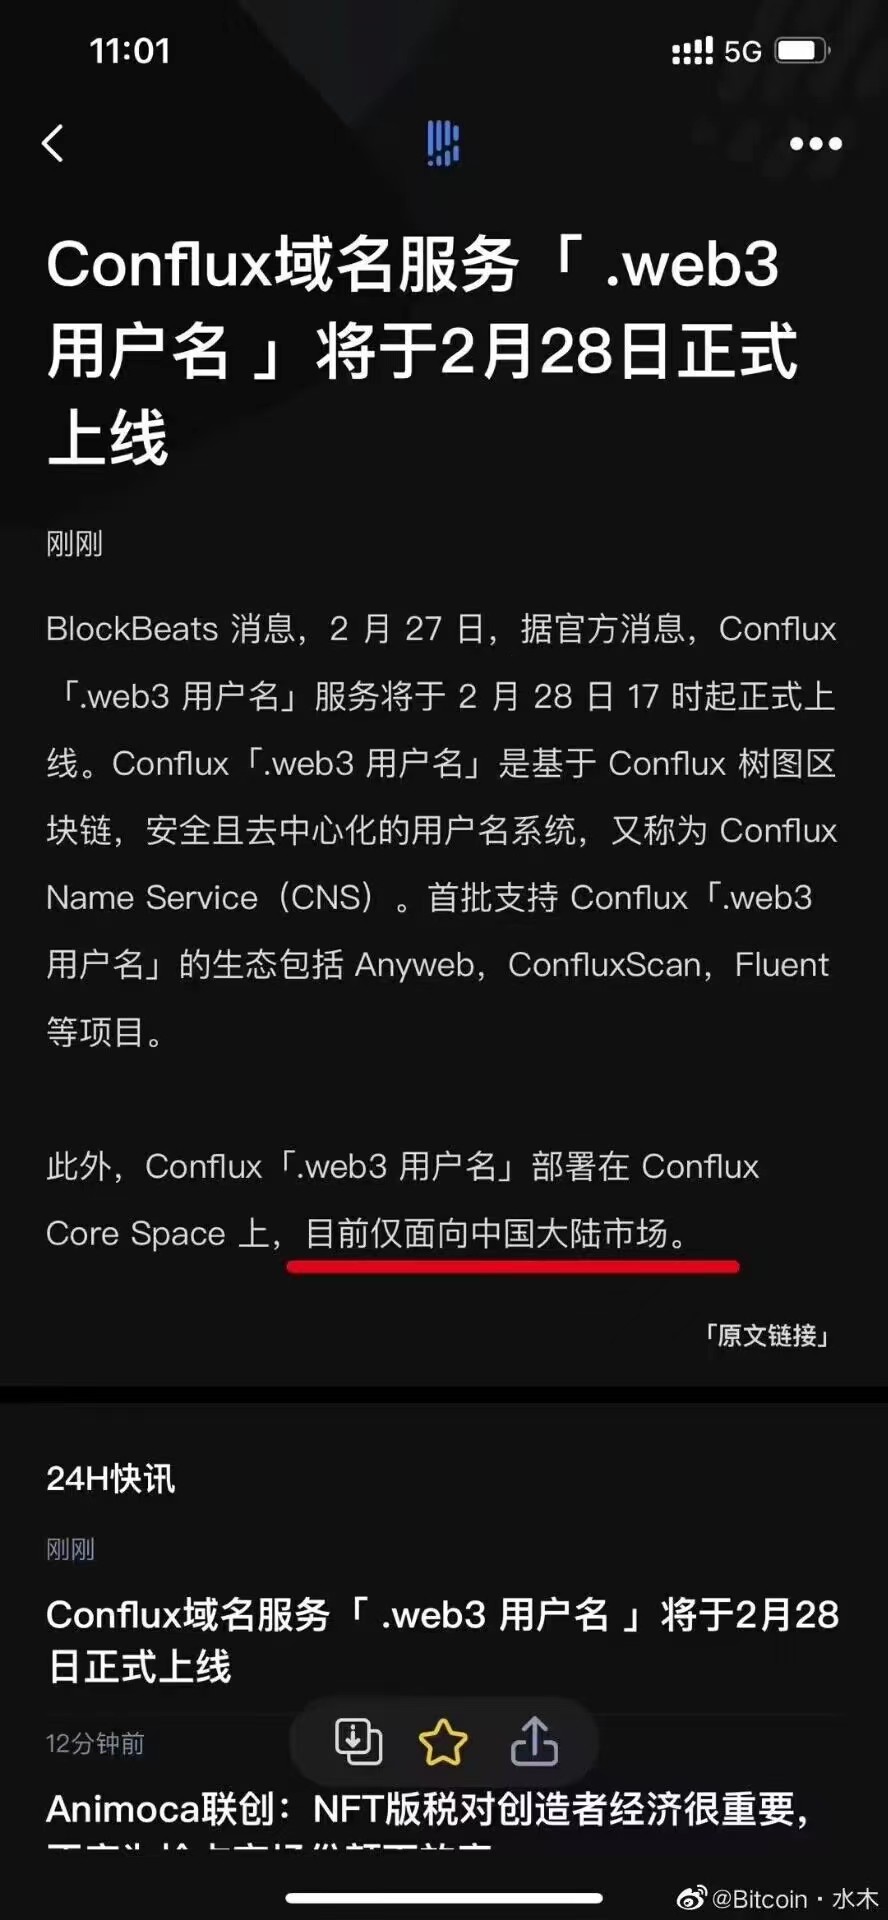 11:01
5G
Conflux域名服务「 .web3
用户名 」将于2月28日正式
上线
刚刚
BlockBeats 消息，2 月 27 日，据官方消息，Conflux
「.web3 用户名」服务将于 2 月 28 日 17 时起正式上
线。Conflux「.web3 用户名」是基于 Conflux 树图区
块链，安全且去中心化的用户名系统，又称为 Conflux
Name Service（CNS）。首批支持 Conflux「.web3
用户名」的生态包括 Anyweb，ConfluxScan，Fluent
等项目。
此外，Conflux「.web3 用户名」部署在 Conflux
Core Space 上，目前仅面向中国大陆市场。
「原文链接」
24H快讯
刚刚
Conflux域名服务「 .web3 用户名 」将于2月28
日正式上线
12分钟前
Animoca联创：NFT版税对创造者经济很重要，
@Bitcoin · 水木